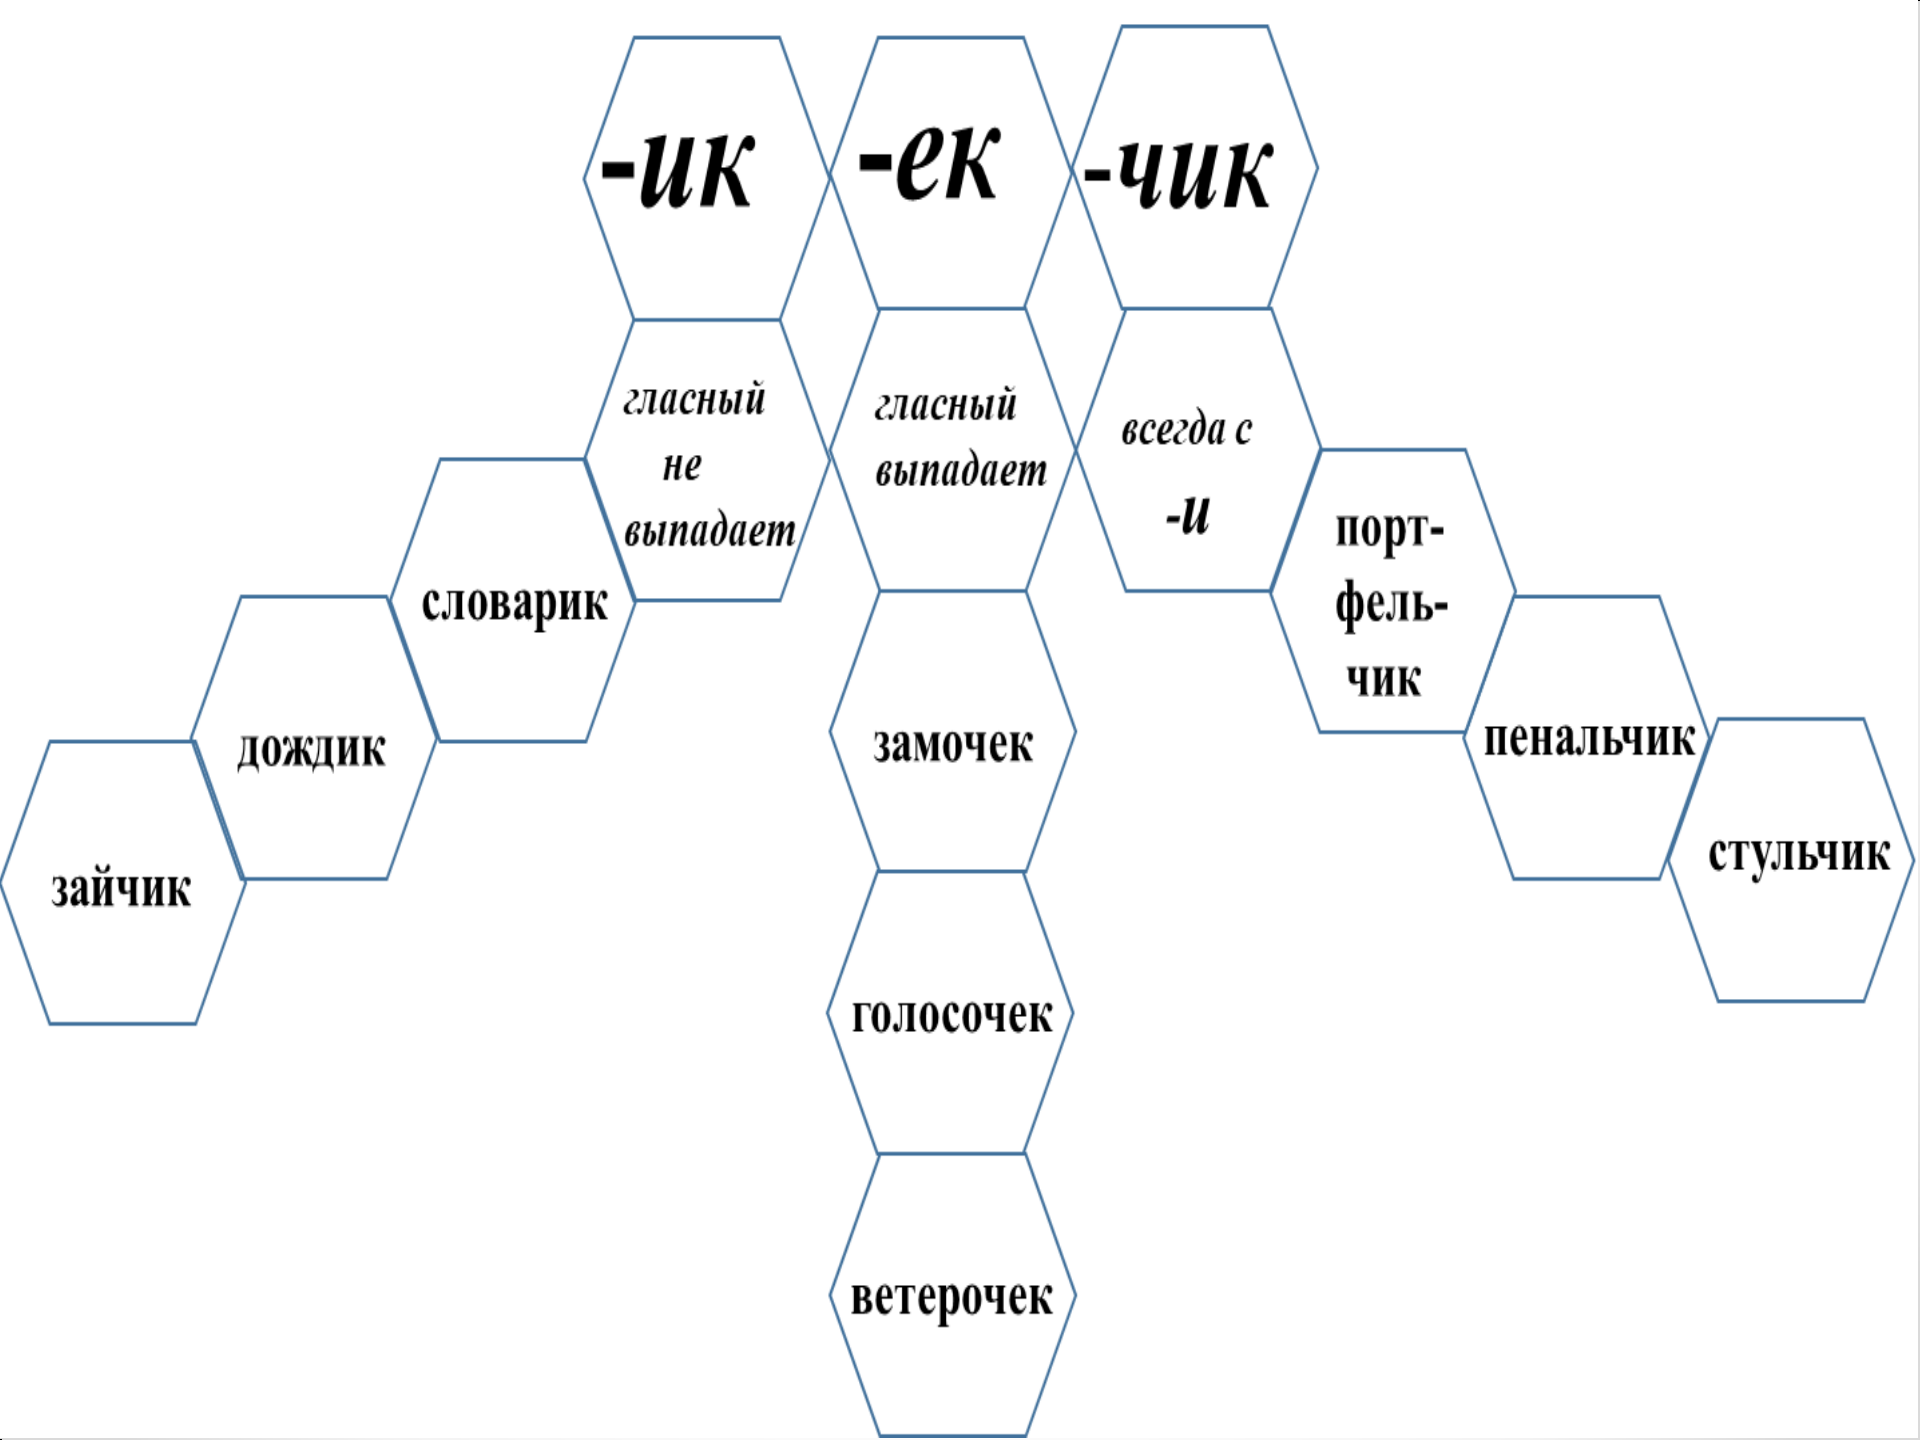 -ик
-ек
-чик
гласный
не
выпадает
гласный
выпадает
всегда с
-и
словарик
дождик
зайчик
замочек
голосочек
ветерочек
порт-
фель-
чик
пенальчик
стульчик